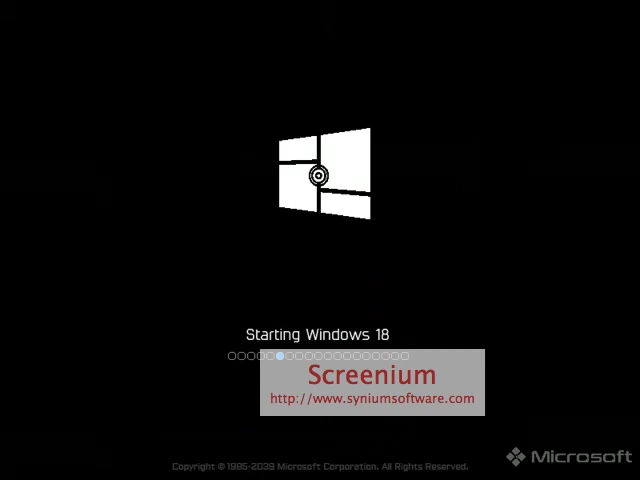 Starting Windows 18
Screenium
http://www.syniumsoftware.com
Microsoft
Copyright © 1985-2039 Microsoft Corporation. All Rights Reserved.